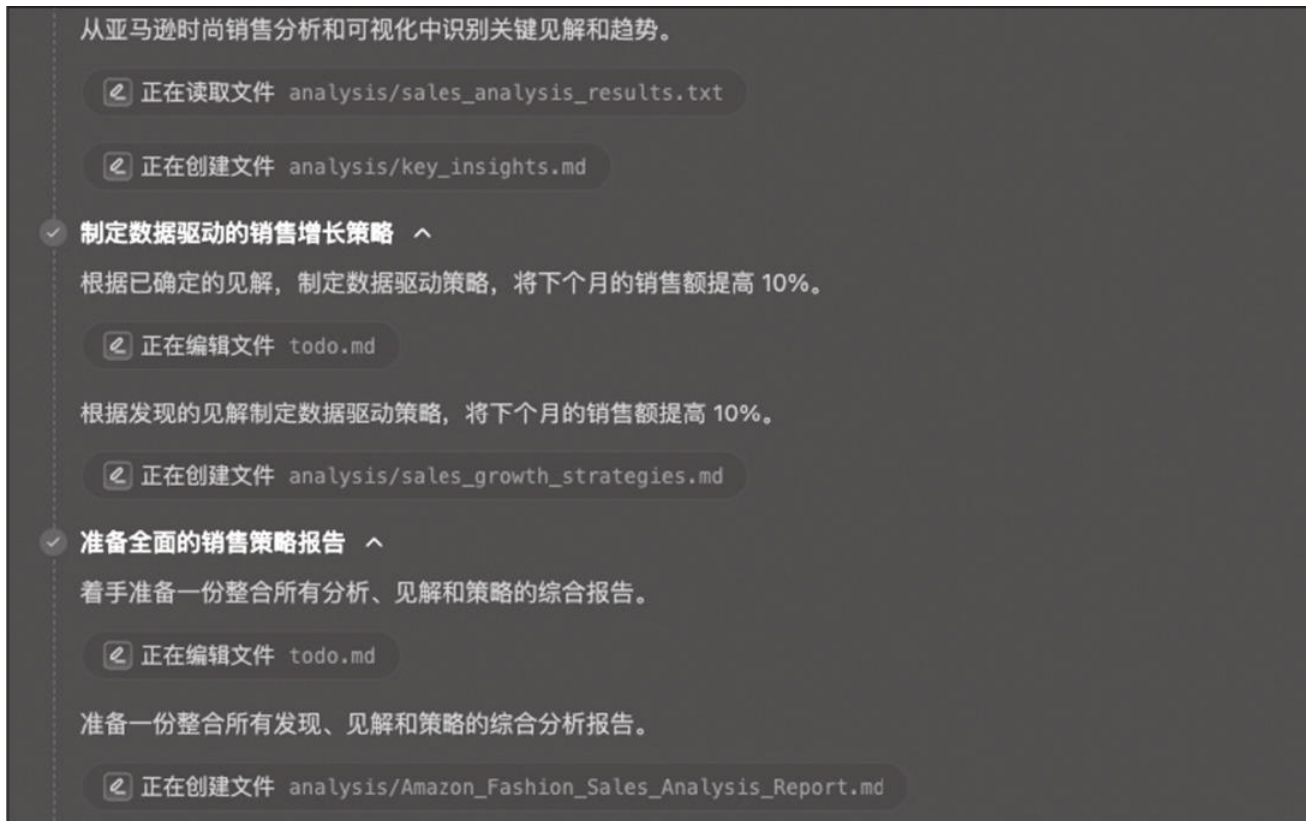 从亚马逊时尚销售分析和可视化中识别关键见解和趋势。
正在读取文件 analysis/sales_analysis_results.txt
正在创建文件 analysis/key_insights.md
制定数据驱动的销售增长策略
根据已确定的见解，制定数据驱动策略，将下个月的销售额提高 10%。
正在编辑文件 todo.md
根据发现的见解制定数据驱动策略，将下个月的销售额提高 10%。
正在创建文件 analysis/sales_growth_strategies.md
准备全面的销售策略报告
着手准备一份整合所有分析、见解和策略的综合报告。
正在编辑文件 todo.md
准备一份整合所有发现、见解和策略的综合分析报告。
正在创建文件 analysis/Amazon_Fashion_Sales_Analysis_Report.md